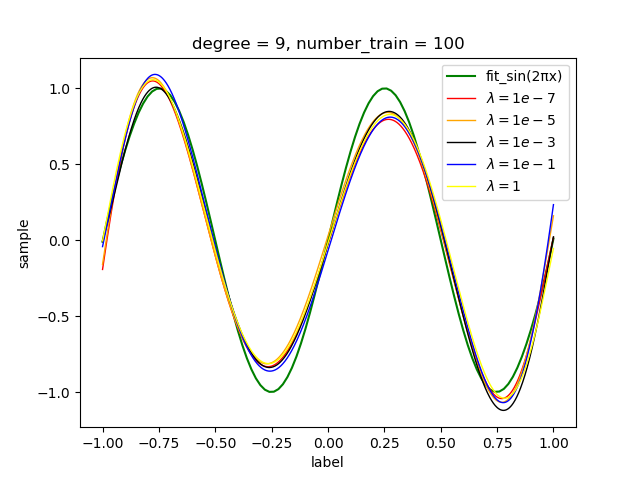 degree = 9, number_train = 100
fit_sin(2πx)
λ = 1e − 7
λ = 1e − 5
λ = 1e − 3
λ = 1e − 1
λ = 1
1.0
0.5
0.0
−0.5
−1.0
sample
−1.00 −0.75 −0.50 −0.25 0.00 0.25 0.50 0.75 1.00
label